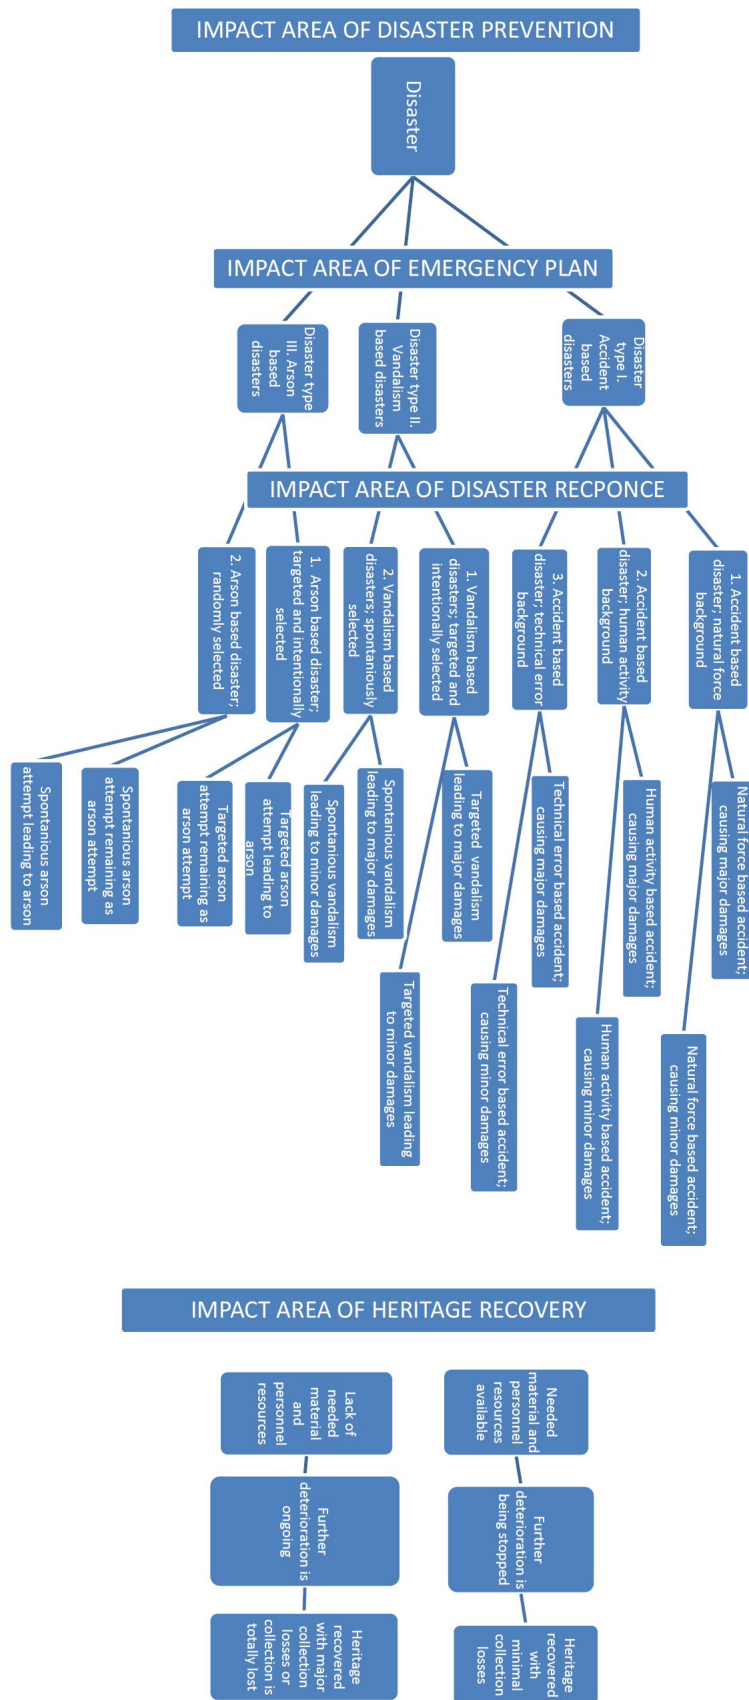 IMPACT AREA OF DISASTER PREVENTION
Disaster
IMPACT AREA OF EMERGENCY PLAN
Disaster type
III. Arson
based
disasters
Disaster type II.
Vandalism
based disasters
Disaster
type I.
Accident
based
disasters
IMPACT AREA OF DISASTER RECPONCE
2. Arson based disaster;
randomly selected
1. Arson based disaster;
targeted and intentionally
selected
2. Vandalism based
disasters; spontaniously
selected
1. Vandalism based
disasters; targeted and
intentionally selected
3. Accident based
disaster; technical error
background
2. Accident based
disaster; human activity
background
1. Accident based
disaster; natural force
background
Spontanious arson
attempt leading to arson
Spontanious arson
attempt remaining as
arson attempt
Targeted arson
attempt remaining as
arson attempt
Targeted arson
attempt leading to
arson
Spontanious vandalism
leading to minor damages
Spontanious vandalism
leading to major damages
Targeted vandalism leading
to minor damages
Targeted vandalism
leading to major damages
Technical error based accident;
causing minor damages
Technical error based accident;
causing major damages
Human activity based accident;
causing minor damages
Human activity based accident;
causing major damages
Natural force based accident;
causing minor damages
Natural force based accident;
causing major damages
IMPACT AREA OF HERITAGE RECOVERY
Lack of
needed
material
and
personnel
resources
Needed
material and
personnel
resources
available
Further
deterioration is
ongoing
Further
deterioration is
being stopped
Heritage
recovered
with major
collection
losses or
collection is
totally lost
Heritage
recovered
with
minimal
collection
losses